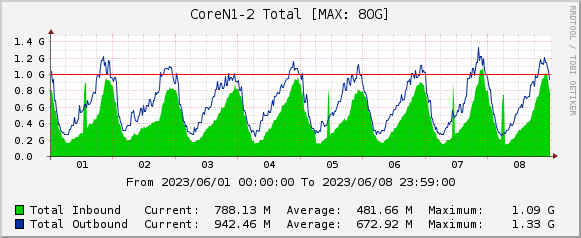 CoreN1-2 Total [MAX: 80G]
RRDTOOL / TOBI OETIKER
1.4 G
1.2 G
1.0 G
0.8 G
0.6 G
0.4 G
0.2 G
0.0
01 02 03 04 05 06 07 08
From 2023/06/01 00:00:00 To 2023/06/08 23:59:00
Total Inbound Current: 788.13 M Average: 481.66 M Maximum: 1.09 G
Total Outbound Current: 942.46 M Average: 672.92 M Maximum: 1.33 G